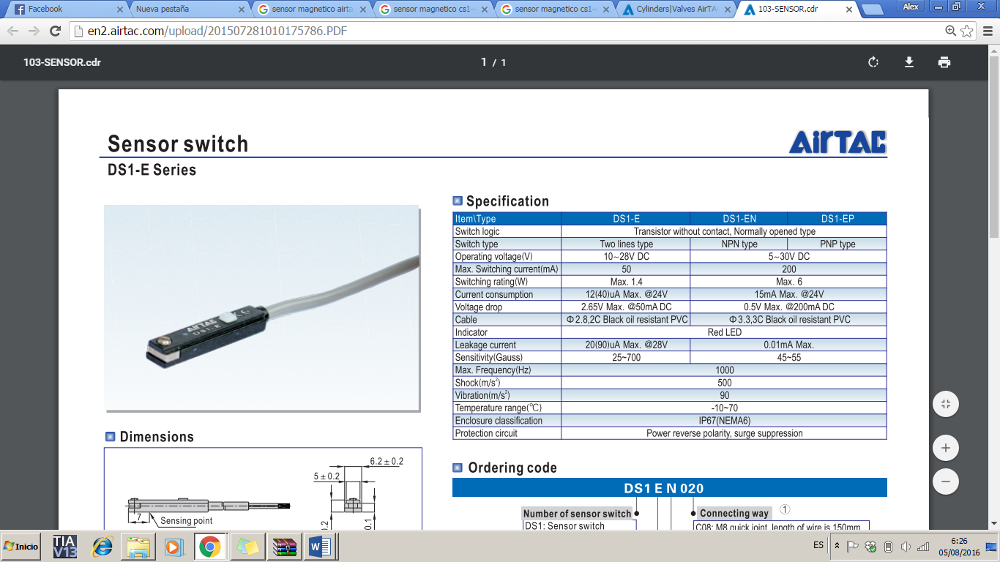 Facebook
Nueva pestaña
sensor magnetico airta
sensor magnetico cs1-
sensor magnetico cs1-
Cylinders|Valves AirTAC
103-SENSOR.cdr
Alex
en2.airtac.com/upload/201507281010175786.PDF
103-SENSOR.cdr
1 / 1
Sensor switch
AirTAC
DS1-E Series
Specification
Item\Type DS1-E DS1-EN DS1-EP
Switch logic Transistor without contact, Normally opened type
Switch type Two lines type NPN type PNP type
Operating voltage(V) 10~28V DC 5~30V DC
Max. Switching current(mA) 50 200
Switching rating(W) Max. 1.4 Max. 6
Current consumption 12(40)uA Max. @24V 15mA Max. @24V
Voltage drop 2.65V Max. @50mA DC 0.5V Max. @200mA DC
Cable Φ2.8,2C Black oil resistant PVC Φ3.3,3C Black oil resistant PVC
Indicator Red LED
Leakage current 20(90)uA Max. @28V 0.01mA Max.
Sensitivity(Gauss) 25~700 45~55
Max. Frequency(Hz) 1000
Shock(m/s²) 500
Vibration(m/s²) 90
Temperature range(℃) -10~70
Enclosure classification IP67(NEMA6)
Protection circuit Power reverse polarity, surge suppression
AirTAC
DS1-E
CE
Dimensions
6.2 ± 0.2
5 ± 0.2
7
Sensing point
0.2
0.1
Ordering code
DS1 E N 020
Number of sensor switch
Connecting way ①
DS1: Sensor switch
C08: M8 quick joint, length of wire is 150mm
Inicio
TIA
V13
ES
6:26
05/08/2016